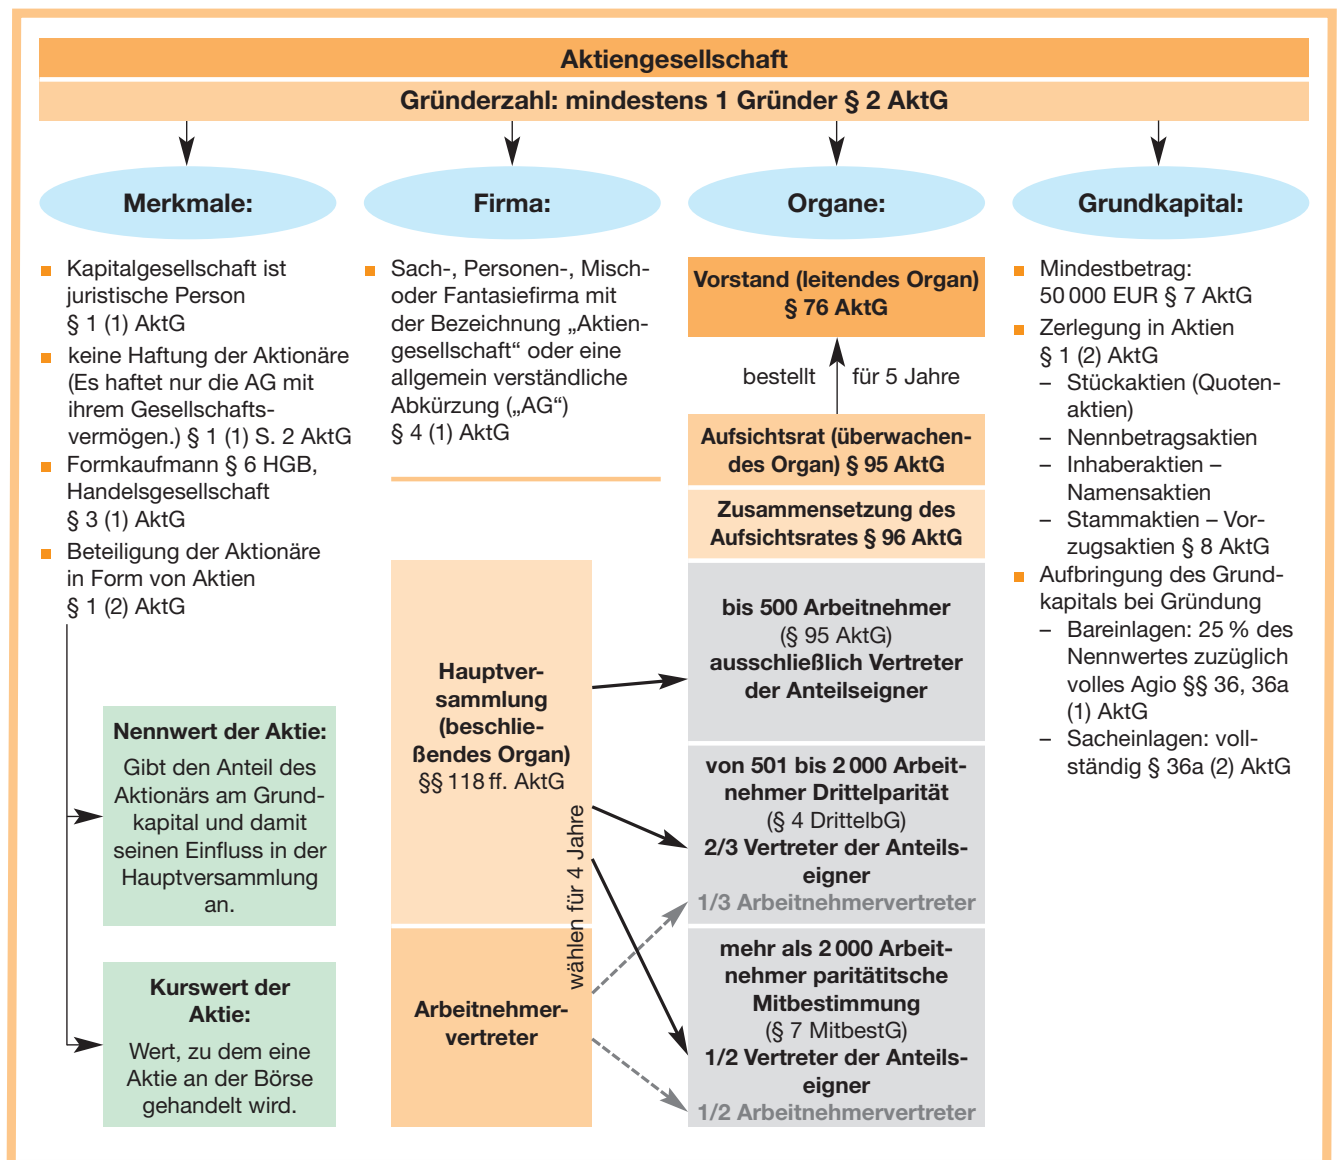 Aktiengesellschaft
Gründerzahl: mindestens 1 Gründer § 2 AktG
Merkmale:
Kapitalgesellschaft ist
juristische Person
§ 1 (1) AktG
keine Haftung der Aktionäre
(Es haftet nur die AG mit
ihrem Gesellschafts-
vermögen.) § 1 (1) S. 2 AktG
Formkaufmann § 6 HGB,
Handelsgesellschaft
§ 3 (1) AktG
Beteiligung der Aktionäre
in Form von Aktien
§ 1 (2) AktG
Nennwert der Aktie:
Gibt den Anteil des
Aktionärs am Grund-
kapital und damit
seinen Einfluss in der
Hauptversammlung
an.
Kurswert der
Aktie:
Wert, zu dem eine
Aktie an der Börse
gehandelt wird.
Firma:
Sach-, Personen-, Misch-
oder Fantasiefirma mit
der Bezeichnung „Aktien-
gesellschaft“ oder eine
allgemein verständliche
Abkürzung („AG“)
§ 4 (1) AktG
Hauptver-
sammlung
(beschlie-
ßendes Organ)
§§ 118 ff. AktG
Arbeitnehmer-
vertreter
wählen für 4 Jahre
Organe:
Vorstand (leitendes Organ)
§ 76 AktG
bestellt für 5 Jahre
Aufsichtsrat (überwachen-
des Organ) § 95 AktG
Zusammensetzung des
Aufsichtsrates § 96 AktG
bis 500 Arbeitnehmer
(§ 95 AktG)
ausschließlich Vertreter
der Anteilseigner
von 501 bis 2 000 Arbeit-
nehmer Drittelparität
(§ 4 DrittelbG)
2/3 Vertreter der Anteils-
eigner
1/3 Arbeitnehmervertreter
mehr als 2 000 Arbeit-
nehmer paritätitsche
Mitbestimmung
(§ 7 MitbestG)
1/2 Vertreter der Anteils-
eigner
1/2 Arbeitnehmervertreter
Grundkapital:
Mindestbetrag:
50 000 EUR § 7 AktG
Zerlegung in Aktien
§ 1 (2) AktG
– Stückaktien (Quoten-
aktien)
– Nennbetragsaktien
– Inhaberaktien –
Namensaktien
– Stammaktien – Vor-
zugsaktien § 8 AktG
Aufbringung des Grund-
kapitals bei Gründung
– Bareinlagen: 25 % des
Nennwertes zuzüglich
volles Agio §§ 36, 36a
(1) AktG
– Sacheinlagen: voll-
ständig § 36a (2) AktG